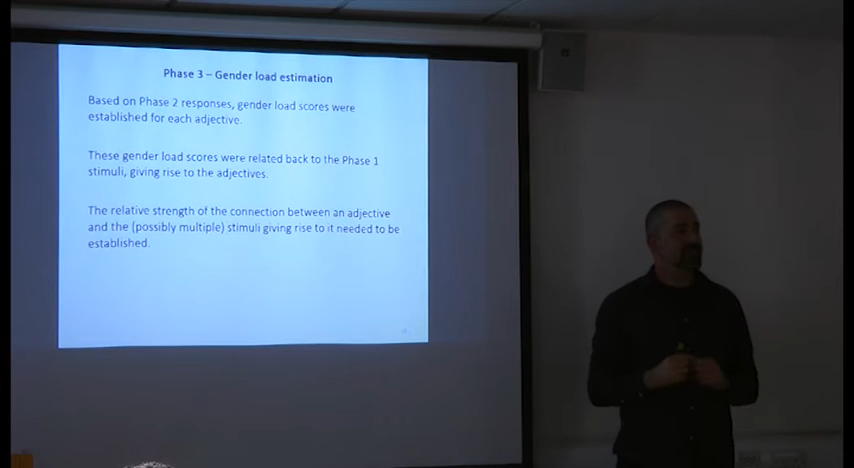 Phase 3 – Gender load estimation
Based on Phase 2 responses, gender load scores were
established for each adjective.
These gender load scores were related back to the Phase 1
stimuli, giving rise to the adjectives.
The relative strength of the connection between an adjective
and the (possibly multiple) stimuli giving rise to it needed to be
established.